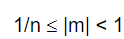 1/n ≤ |m| < 1